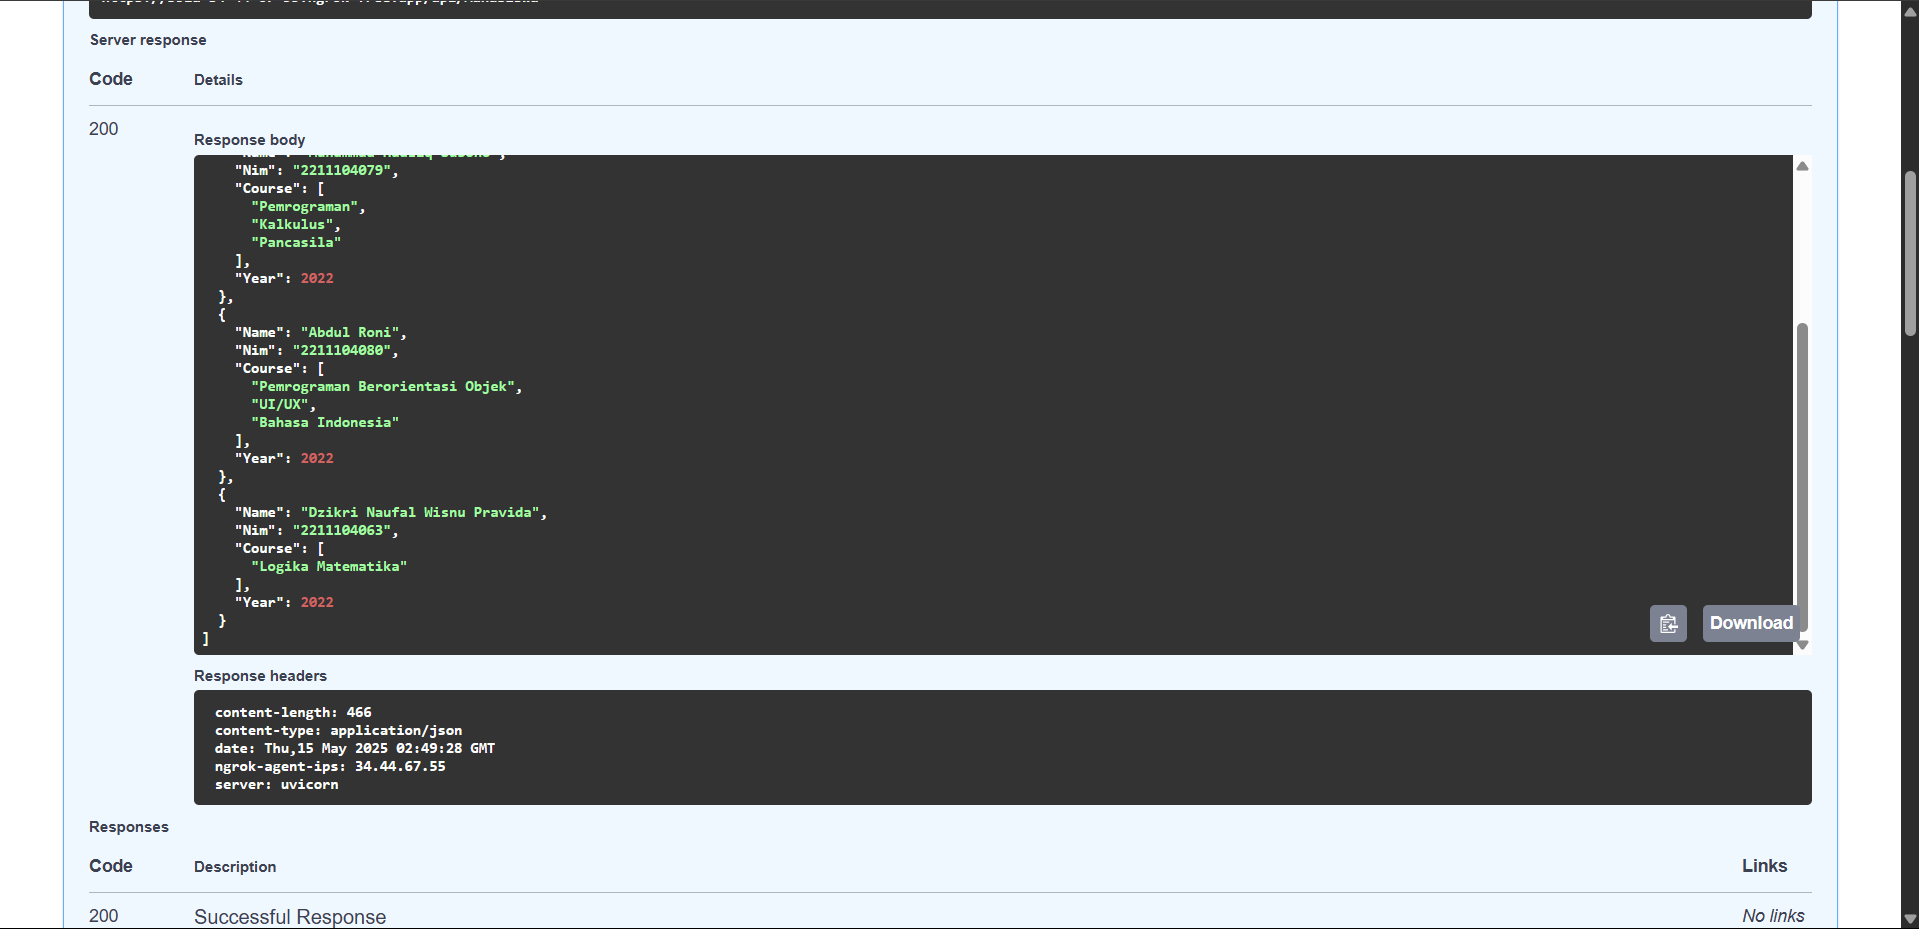 Server response
Code Details
200
Response body
"Nim": "2211104079",
"Course": [
"Pemrograman",
"Kalkulus",
"Pancasila"
],
"Year": 2022
},
{
"Name": "Abdul Roni",
"Nim": "2211104080",
"Course": [
"Pemrograman Berorientasi Objek",
"UI/UX",
"Bahasa Indonesia"
],
"Year": 2022
},
{
"Name": "Dzikri Naufal Wisnu Pravida",
"Nim": "2211104063",
"Course": [
"Logika Matematika"
],
"Year": 2022
}
]
Download
Response headers
content-length: 466
content-type: application/json
date: Thu,15 May 2025 02:49:28 GMT
ngrok-agent-ips: 34.44.67.55
server: uvicorn
Responses
Code Description Links
200 Successful Response No links